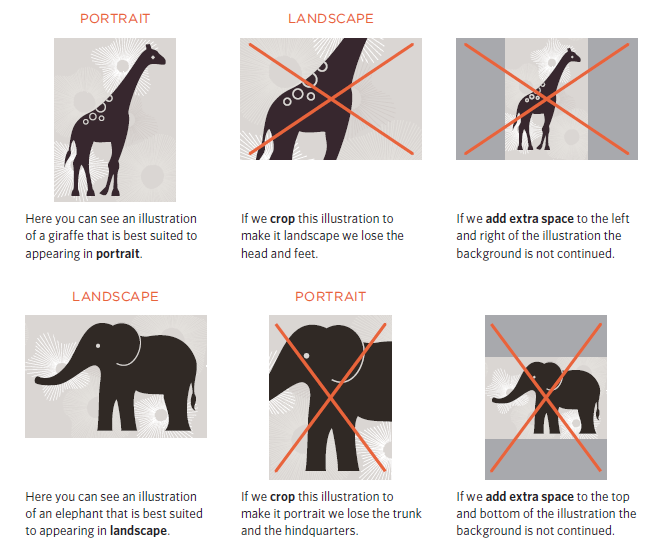 PORTRAIT
LANDSCAPE
Here you can see an illustration
of a giraffe that is best suited to
appearing in portrait.
If we crop this illustration to
make it landscape we lose the
head and feet.
If we add extra space to the left
and right of the illustration the
background is not continued.
LANDSCAPE
PORTRAIT
Here you can see an illustration
of an elephant that is best suited
to appearing in landscape.
If we crop this illustration to
make it portrait we lose the trunk
and the hindquarters.
If we add extra space to the top
and bottom of the illustration the
background is not continued.